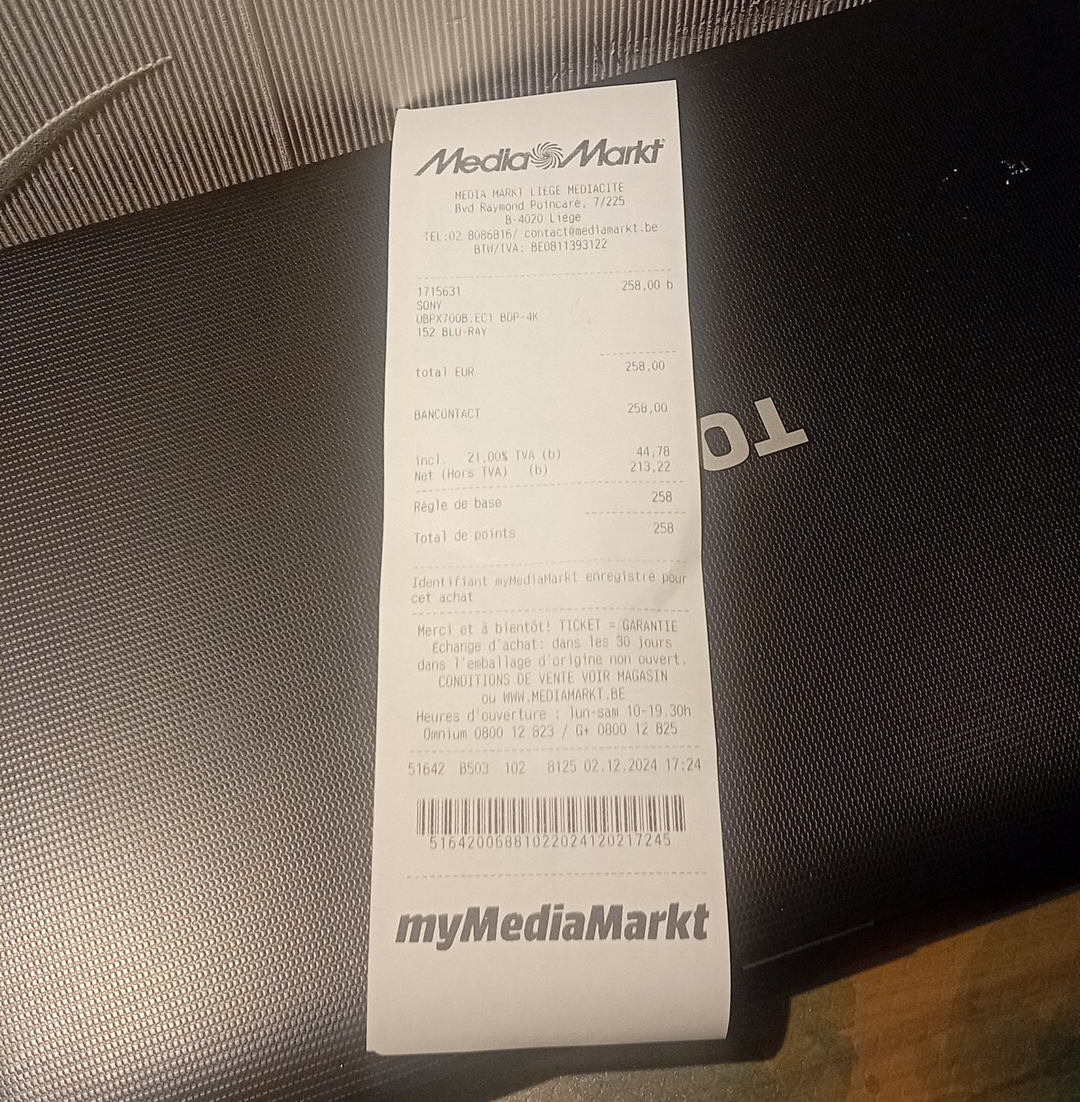 Media Markt
MEDIA MARKT LIEGE MEDIACITE
Bvd Raymond Poincaré, 7/225
B-4020 Liège
TEL:02 8086816/ contact@mediamarkt.be
BTW/TVA: BE0811393122
1715631 258,00 b
SONY
UBPX700B.EC1 BDP-4K
152 BLU-RAY
total EUR 258,00
BANCONTACT 258,00
incl. 21,00% TVA (b) 44,78
Net (Hors TVA) (b) 213,22
Règle de base 258
Total de points 258
Identifiant myMediaMarkt enregistré pour
cet achat
Merci et à bientôt! TICKET = GARANTIE
Echange d'achat: dans les 30 jours
dans l'emballage d'origine non ouvert.
CONDITIONS DE VENTE VOIR MAGASIN
ou WWW.MEDIAMARKT.BE
Heures d'ouverture : lun-sam 10-19.30h
Omnium 0800 12 823 / G+ 0800 12 825
51642 8503 102 8125 02.12.2024 17:24
51642006881022024120217245
myMediaMarkt
TO